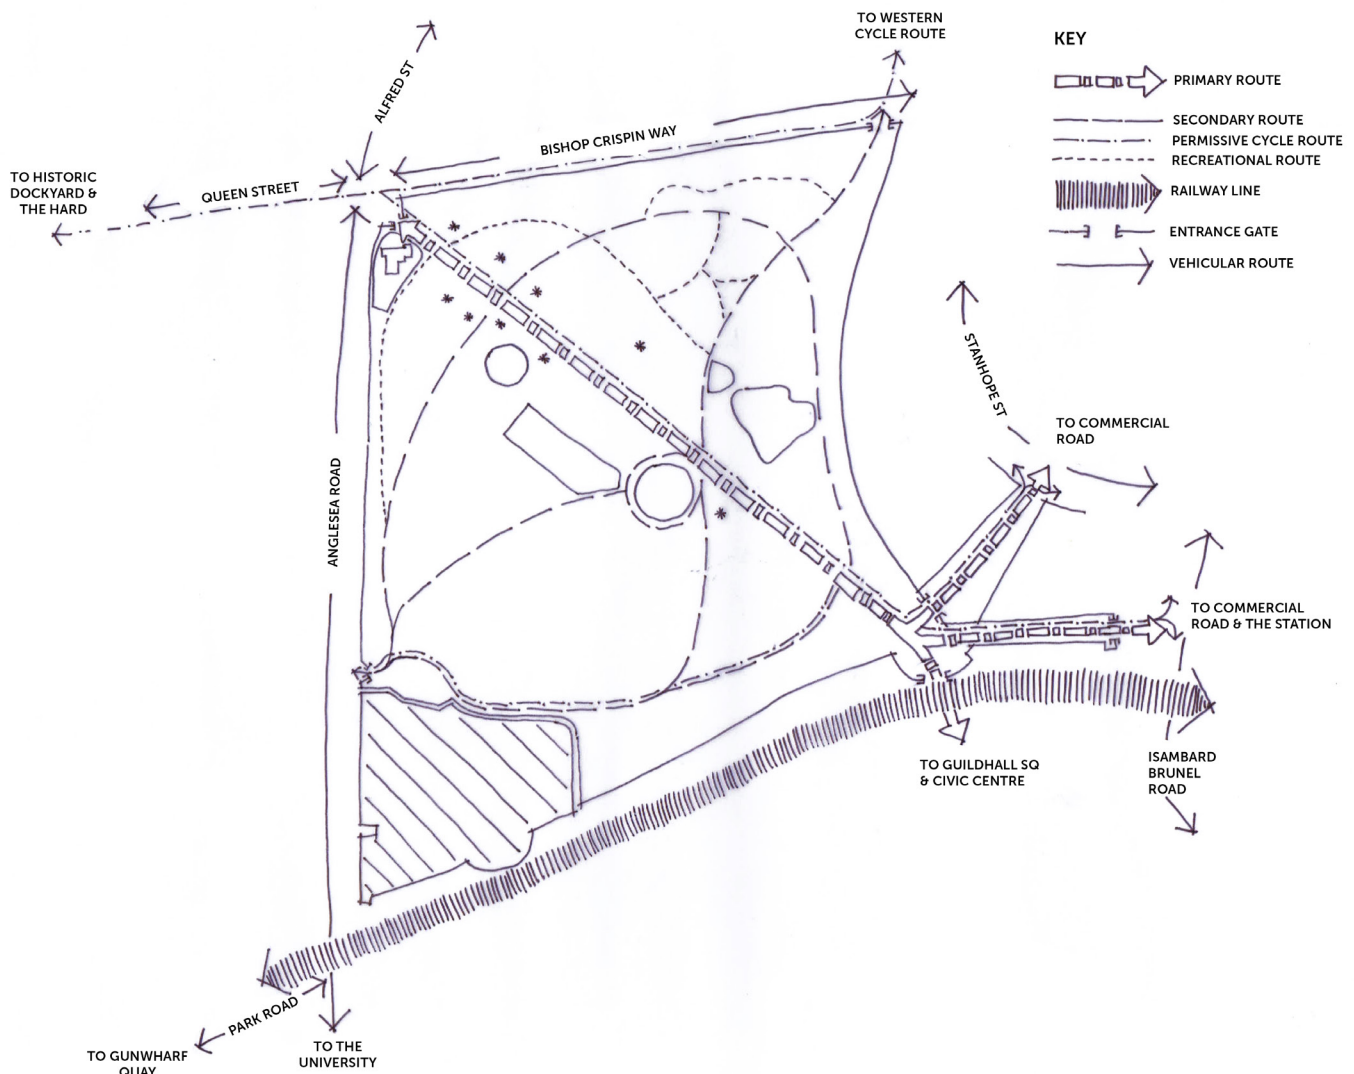 TO WESTERN
CYCLE ROUTE
KEY
PRIMARY ROUTE
SECONDARY ROUTE
PERMISSIVE CYCLE ROUTE
RECREATIONAL ROUTE
RAILWAY LINE
ENTRANCE GATE
VEHICULAR ROUTE
ALFRED ST
BISHOP CRISPIN WAY
TO HISTORIC
DOCKYARD &
THE HARD
QUEEN STREET
STANHOPE ST
TO COMMERCIAL
ROAD
ANGLESEA ROAD
TO COMMERCIAL
ROAD & THE STATION
TO GUILDHALL SQ
& CIVIC CENTRE
ISAMBARD
BRUNEL
ROAD
PARK ROAD
TO THE
UNIVERSITY
TO GUNWHARF
QUAY